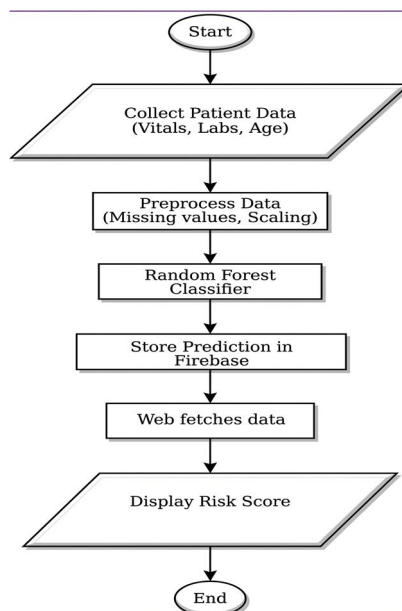 Start
Collect Patient Data
(Vitals, Labs, Age)
Preprocess Data
(Missing values, Scaling)
Random Forest
Classifier
Store Prediction in
Firebase
Web fetches data
Display Risk Score
End